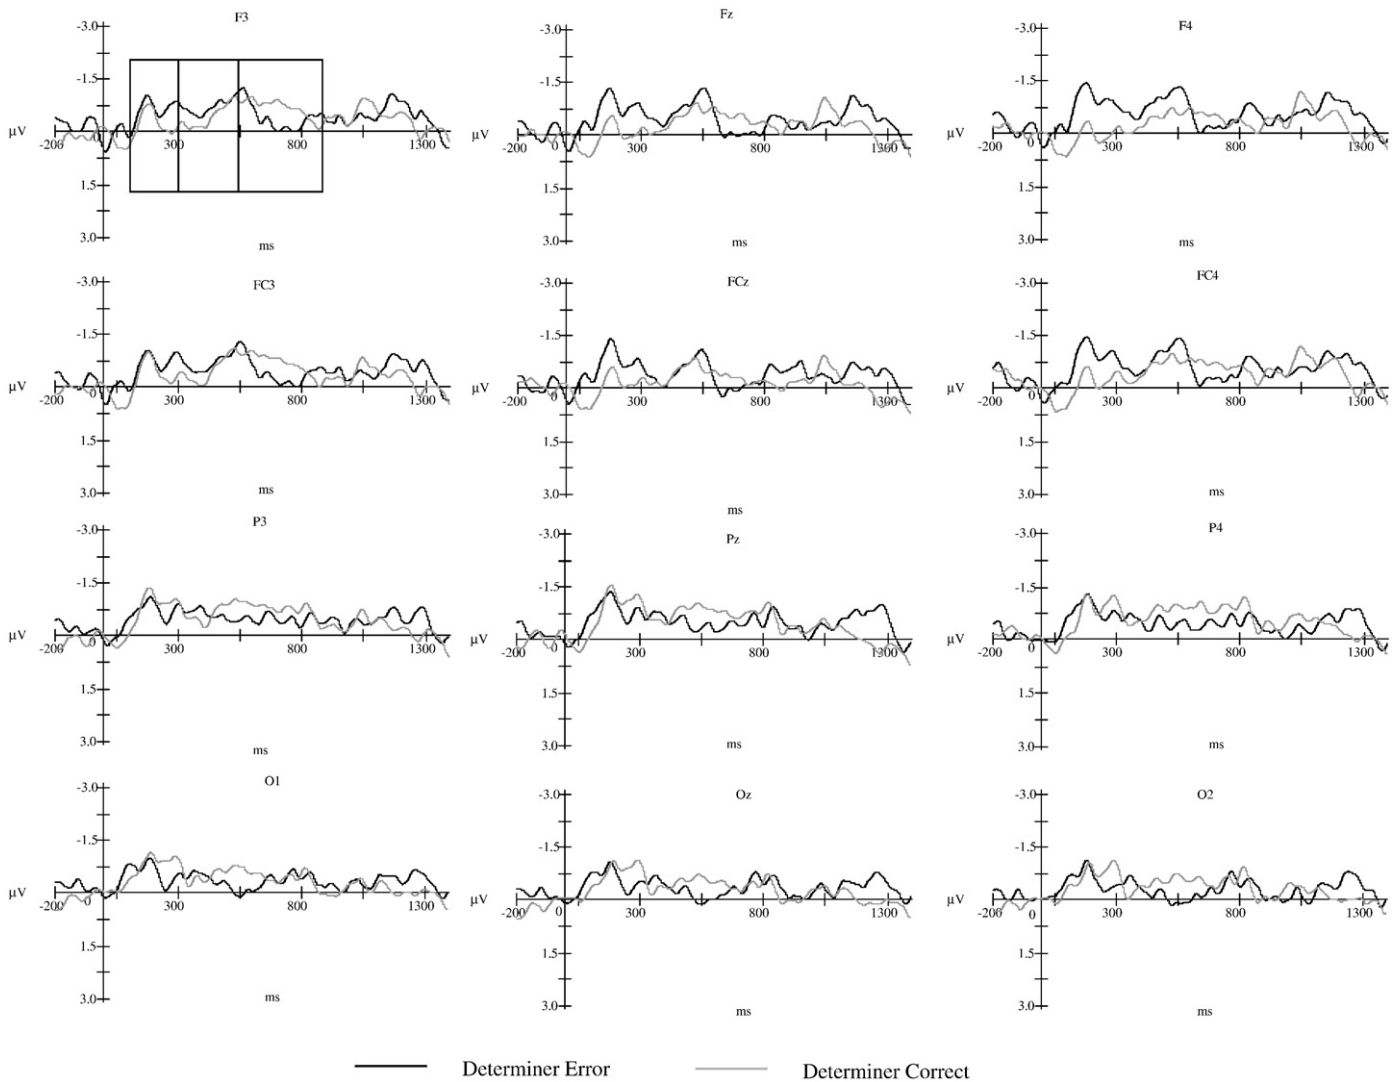 F3 Fz F4
-3.0 -3.0 -3.0
-1.5 -1.5 -1.5
µV µV µV
-200 300 800 1300 -200 300 800 1300 -200 0 300 800 1300
1.5 1.5 1.5
3.0 3.0 3.0
ms ms ms
FC3 FCz FC4
-3.0 -3.0 -3.0
-1.5 -1.5 -1.5
µV µV µV
-200 0 300 800 1300 -200 0 300 800 1300 -200 0 300 800 1300
1.5 1.5 1.5
3.0 3.0 3.0
ms ms ms
P3 Pz P4
-3.0 -3.0 -3.0
-1.5 -1.5 -1.5
µV µV µV
-200 0 300 800 1300 -200 0 300 800 1300 -200 0 300 800 1300
1.5 1.5 1.5
3.0 3.0 3.0
ms ms ms
O1 Oz O2
-3.0 -3.0 -3.0
-1.5 -1.5 -1.5
µV µV µV
-200 0 300 800 1300 -200 0 300 800 1300 -200 0 300 800 1300
1.5 1.5 1.5
3.0 3.0 3.0
ms ms ms
Determiner Error Determiner Correct